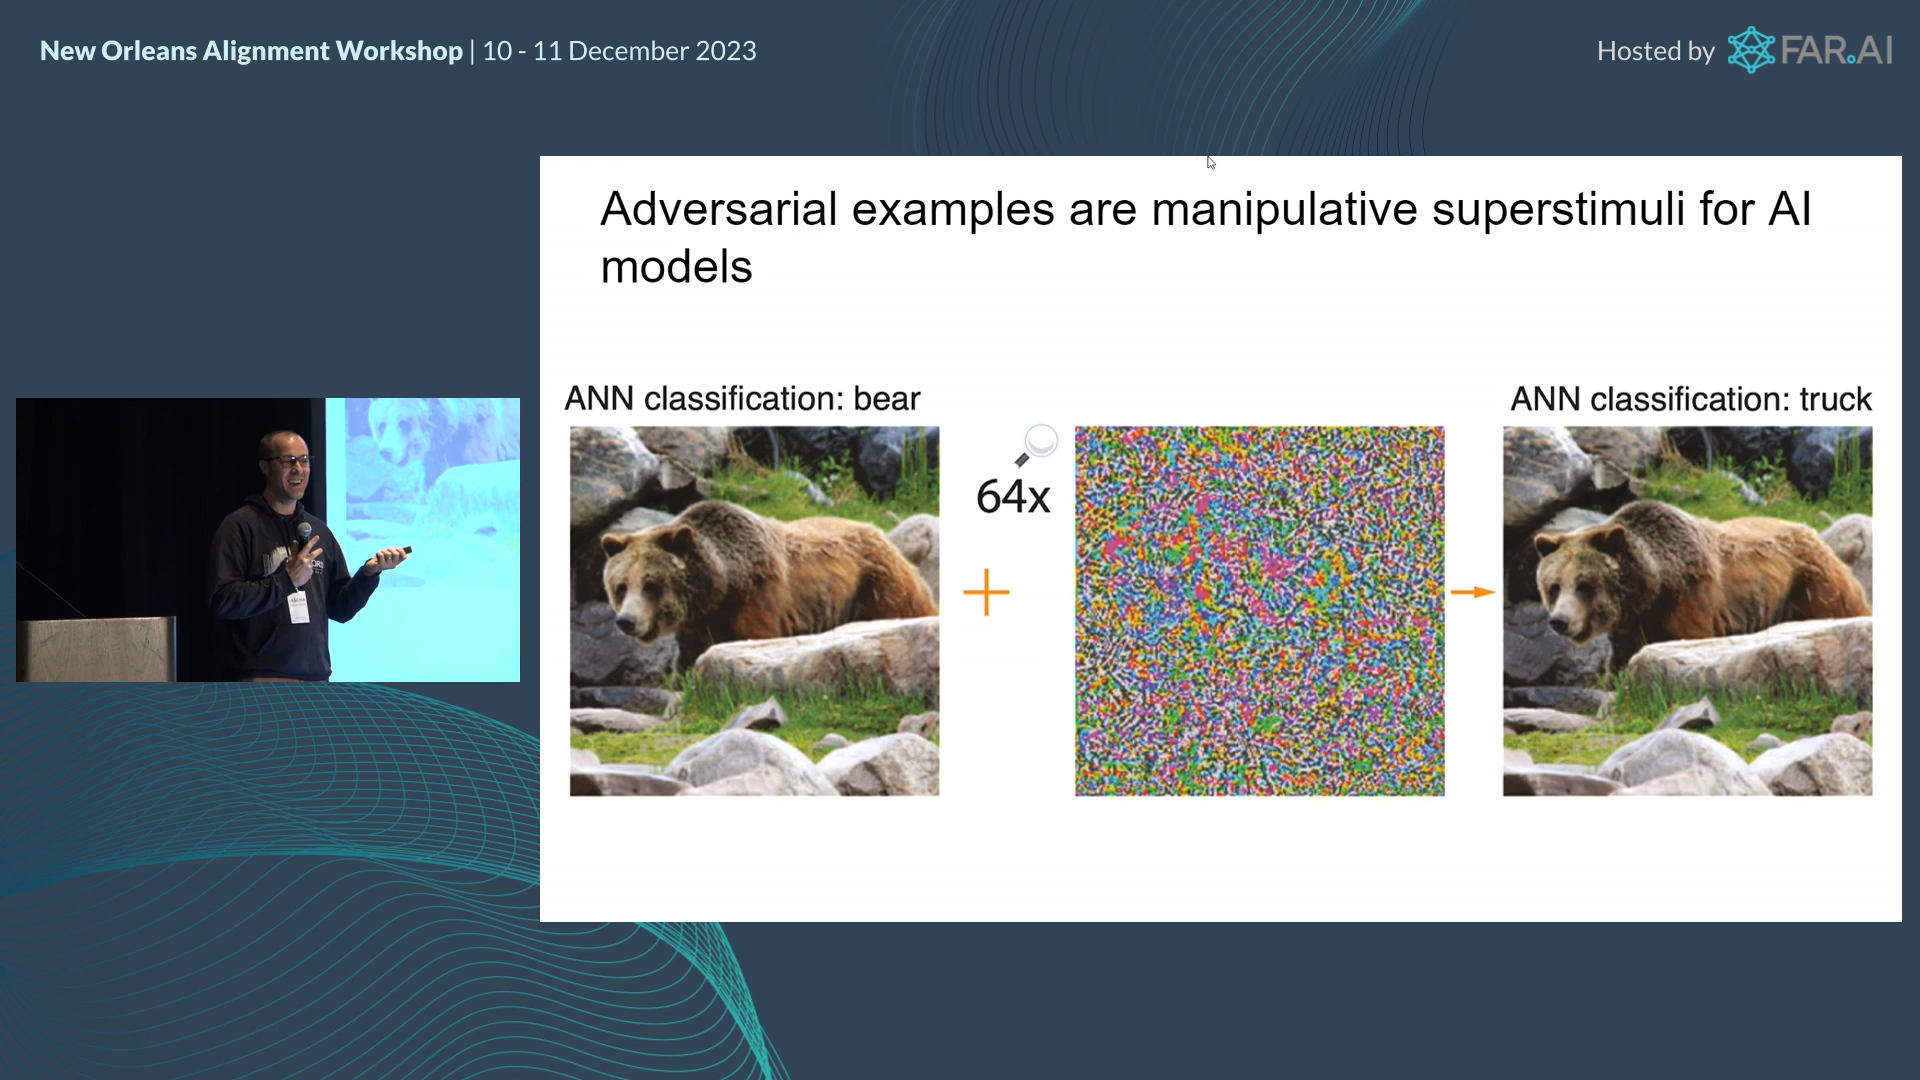 New Orleans Alignment Workshop | 10 - 11 December 2023
Hosted by FAR.AI
Adversarial examples are manipulative superstimuli for AI
models
ANN classification: bear
64x
ANN classification: truck